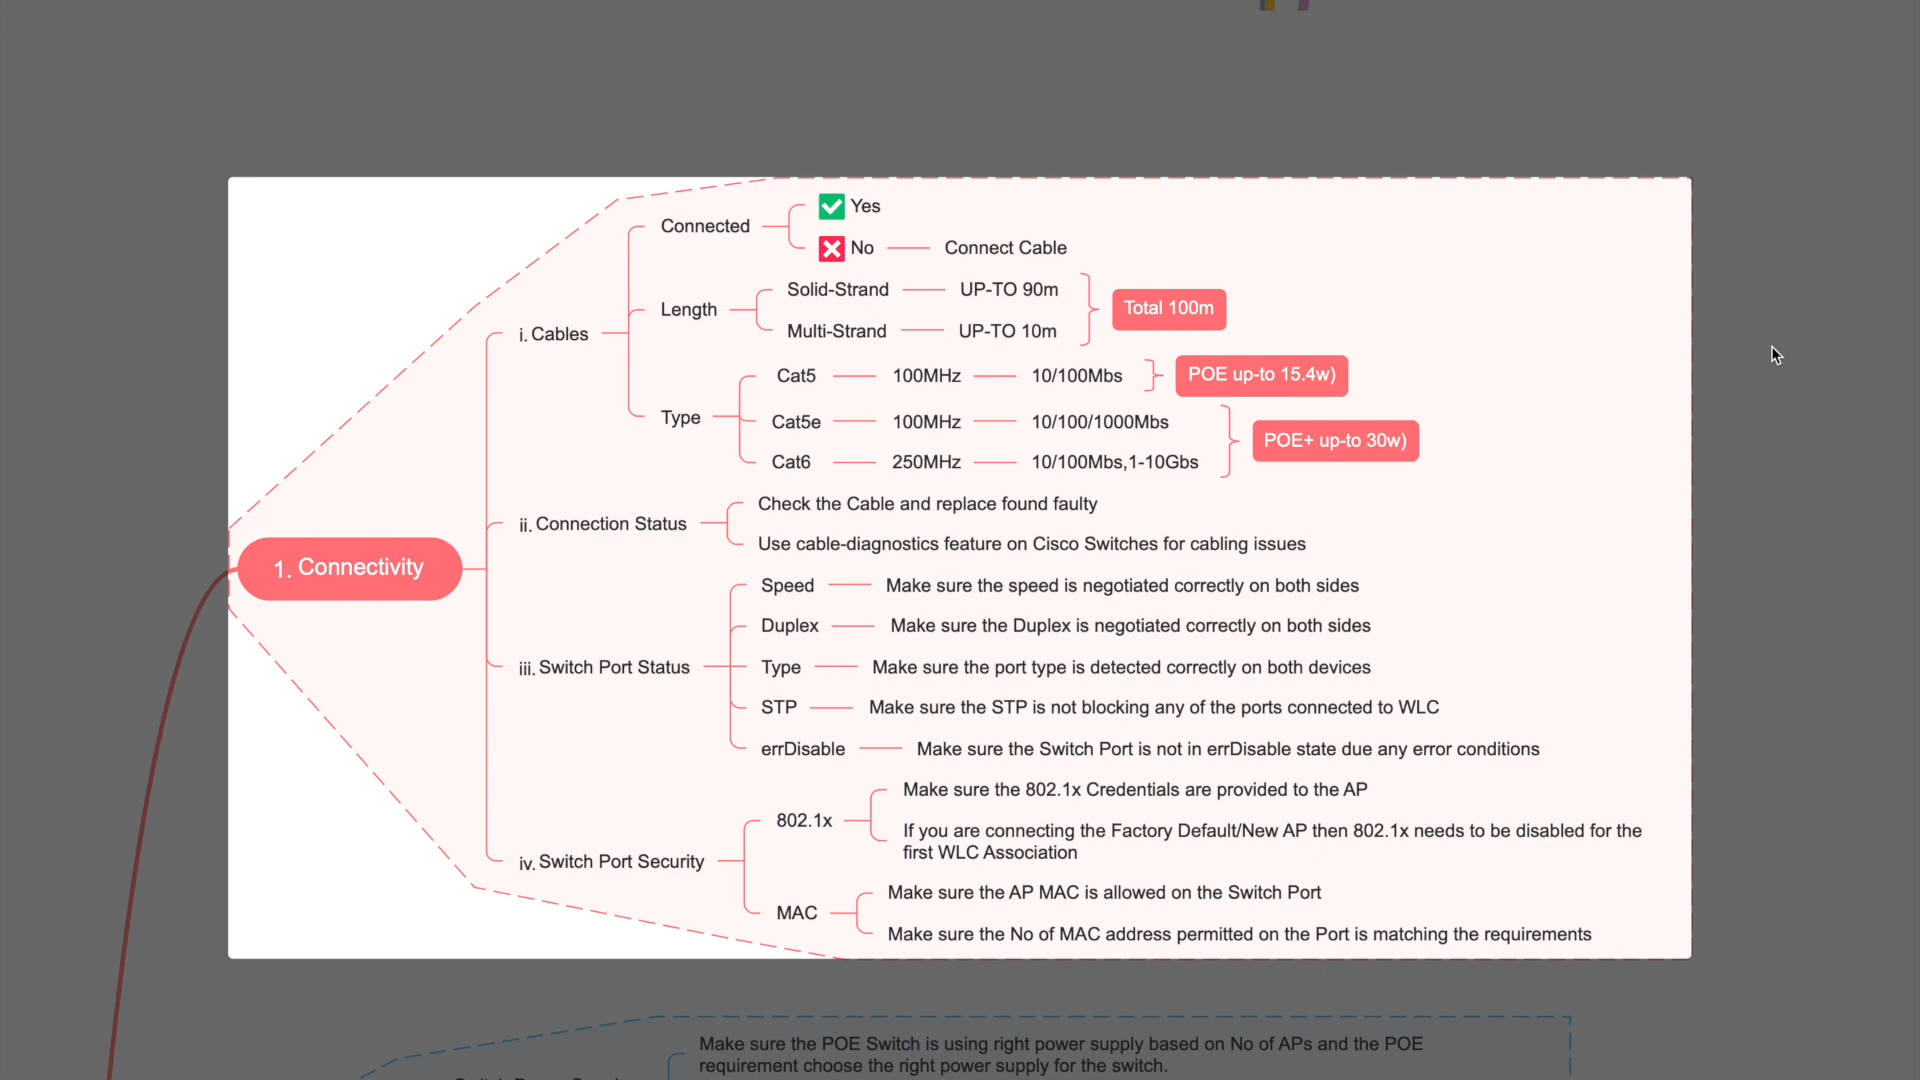 Connected
Yes
No
Connect Cable
Length
Solid-Strand
UP-TO 90m
Multi-Strand
UP-TO 10m
Total 100m
i. Cables
Type
Cat5
100MHz
10/100Mbs
POE up-to 15.4w)
Cat5e
100MHz
10/100/1000Mbs
Cat6
250MHz
10/100Mbs,1-10Gbs
POE+ up-to 30w)
ii. Connection Status
Check the Cable and replace found faulty
Use cable-diagnostics feature on Cisco Switches for cabling issues
1. Connectivity
iii. Switch Port Status
Speed
Make sure the speed is negotiated correctly on both sides
Duplex
Make sure the Duplex is negotiated correctly on both sides
Type
Make sure the port type is detected correctly on both devices
STP
Make sure the STP is not blocking any of the ports connected to WLC
errDisable
Make sure the Switch Port is not in errDisable state due any error conditions
iv. Switch Port Security
802.1x
Make sure the 802.1x Credentials are provided to the AP
If you are connecting the Factory Default/New AP then 802.1x needs to be disabled for the
first WLC Association
MAC
Make sure the AP MAC is allowed on the Switch Port
Make sure the No of MAC address permitted on the Port is matching the requirements
Make sure the POE Switch is using right power supply based on No of APs and the POE
requirement choose the right power supply for the switch.